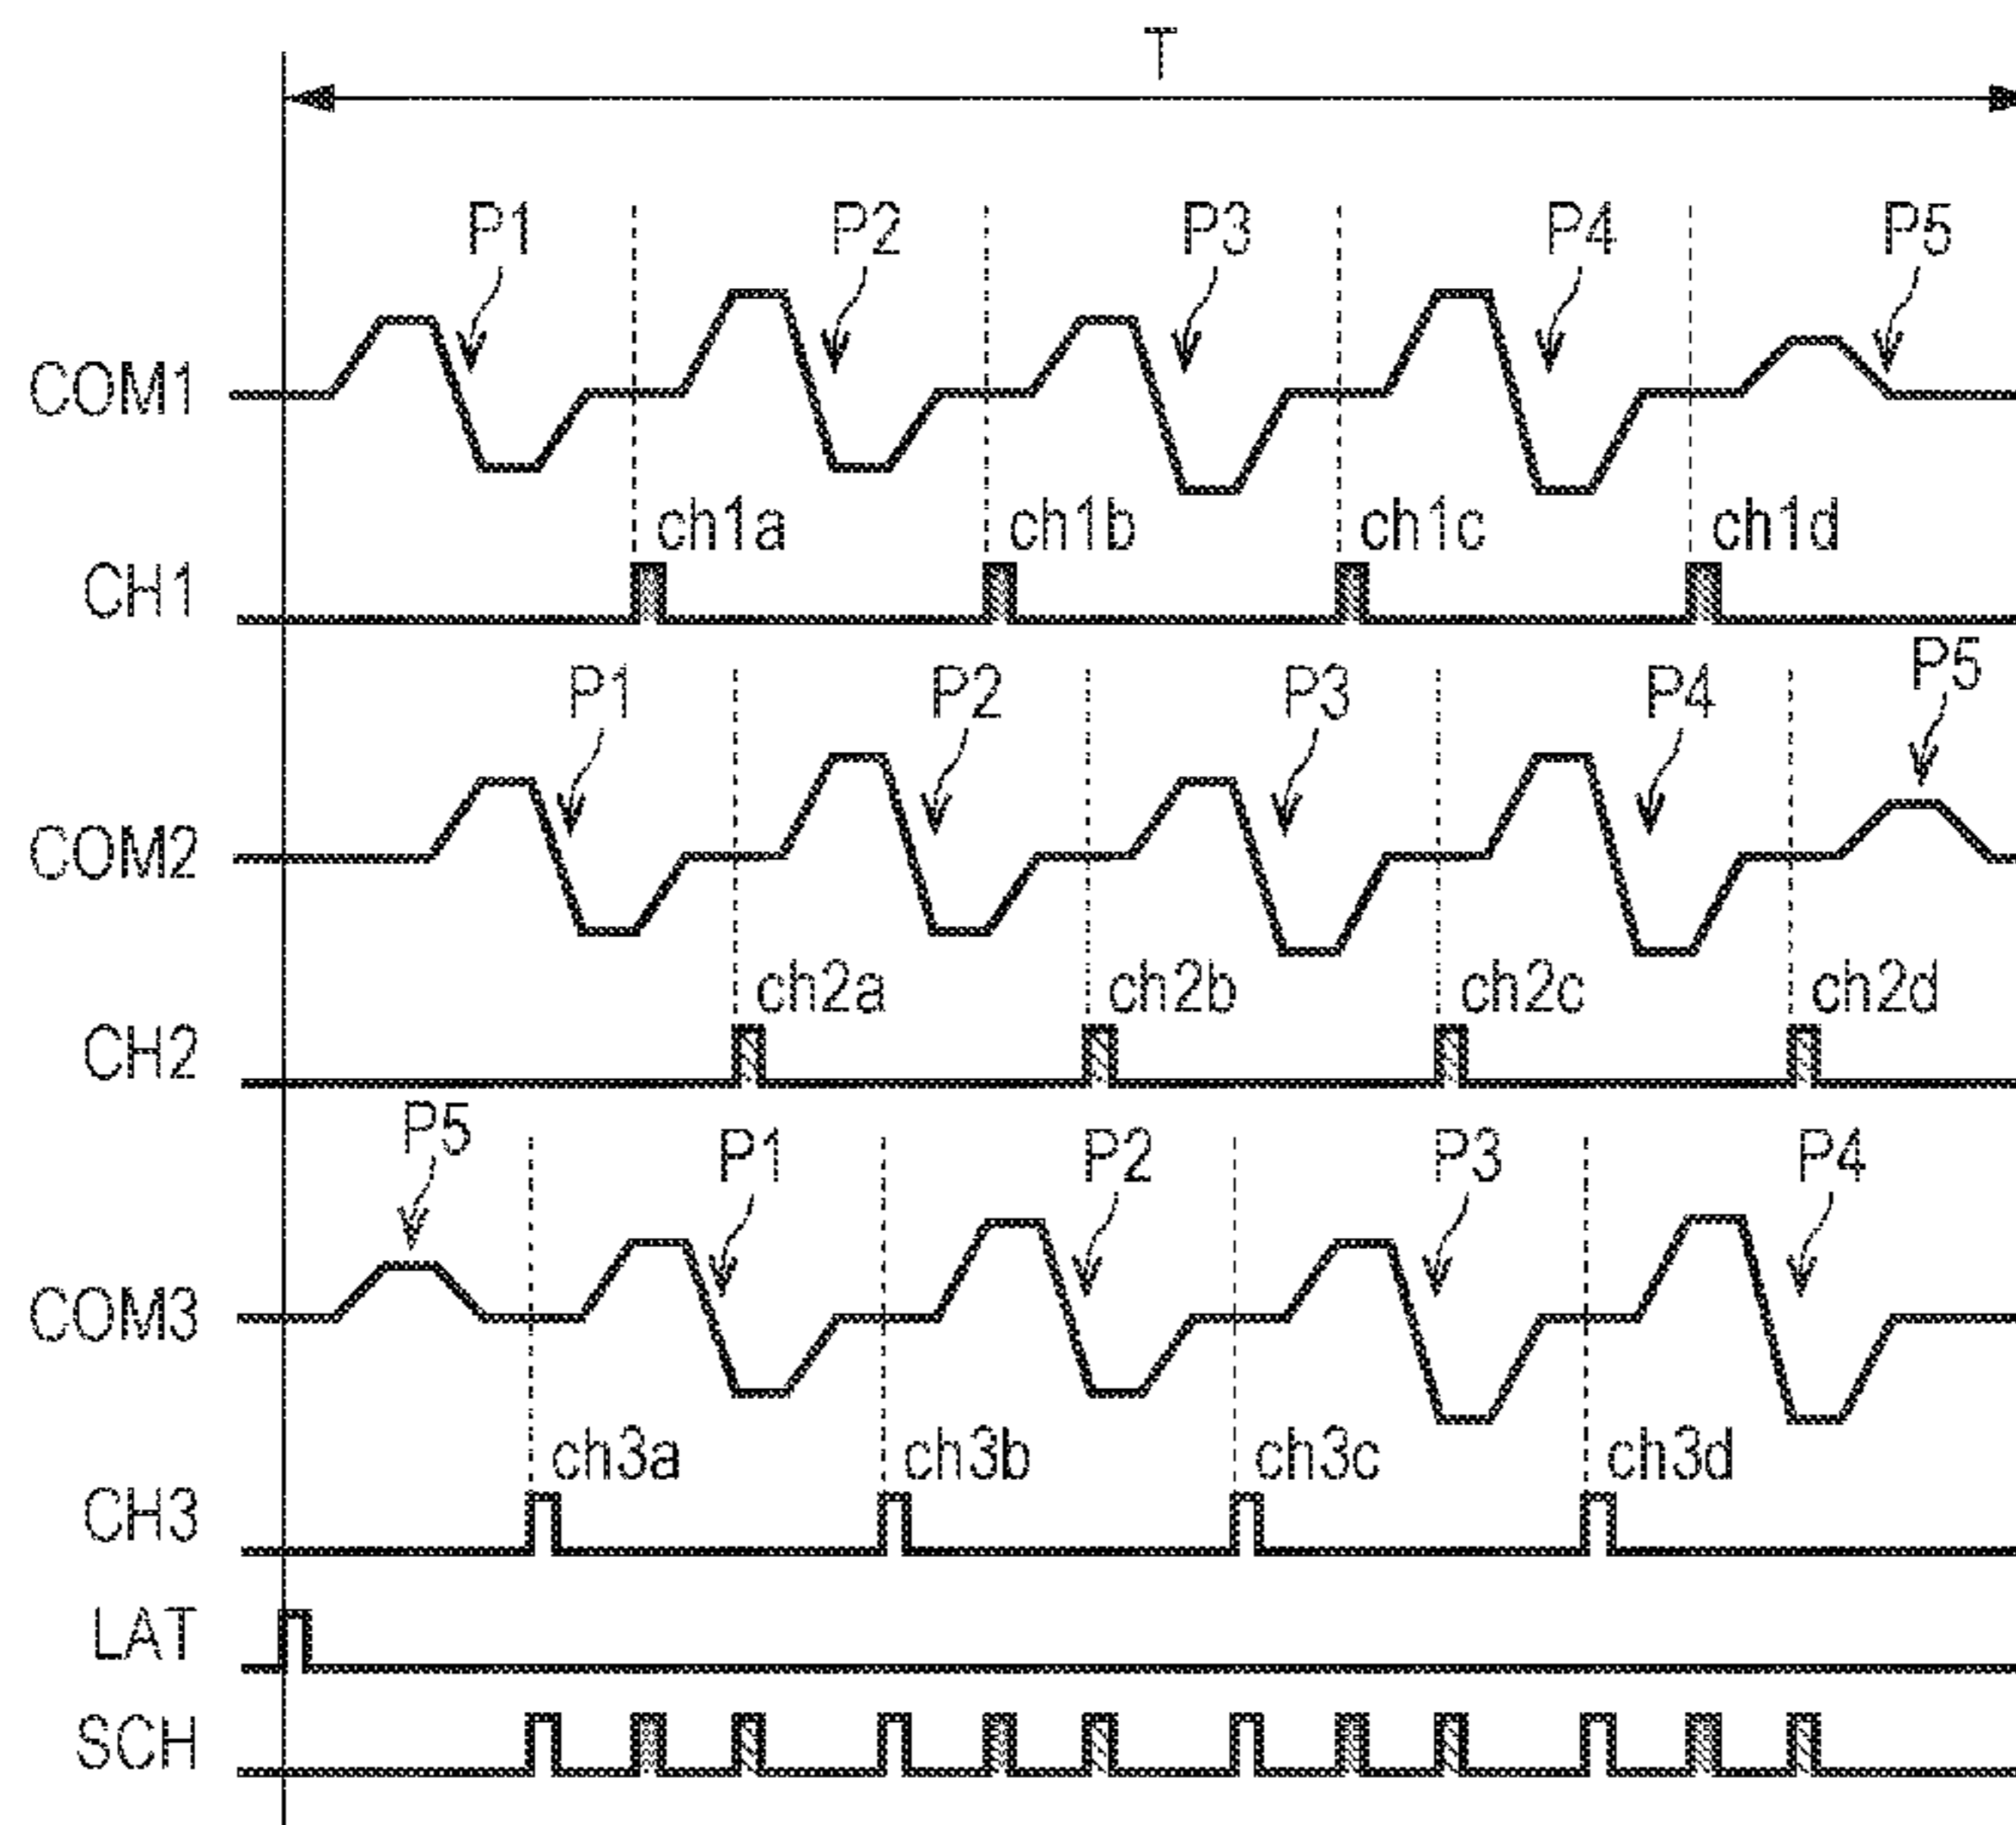 T
P1 P2 P3 P4 P5
COM1
ch1a ch1b ch1c ch1d
CH1
P1 P2 P3 P4 P5
COM2
ch2a ch2b ch2c ch2d
CH2
P5 P1 P2 P3 P4
COM3
ch3a ch3b ch3c ch3d
CH3
LAT
SCH